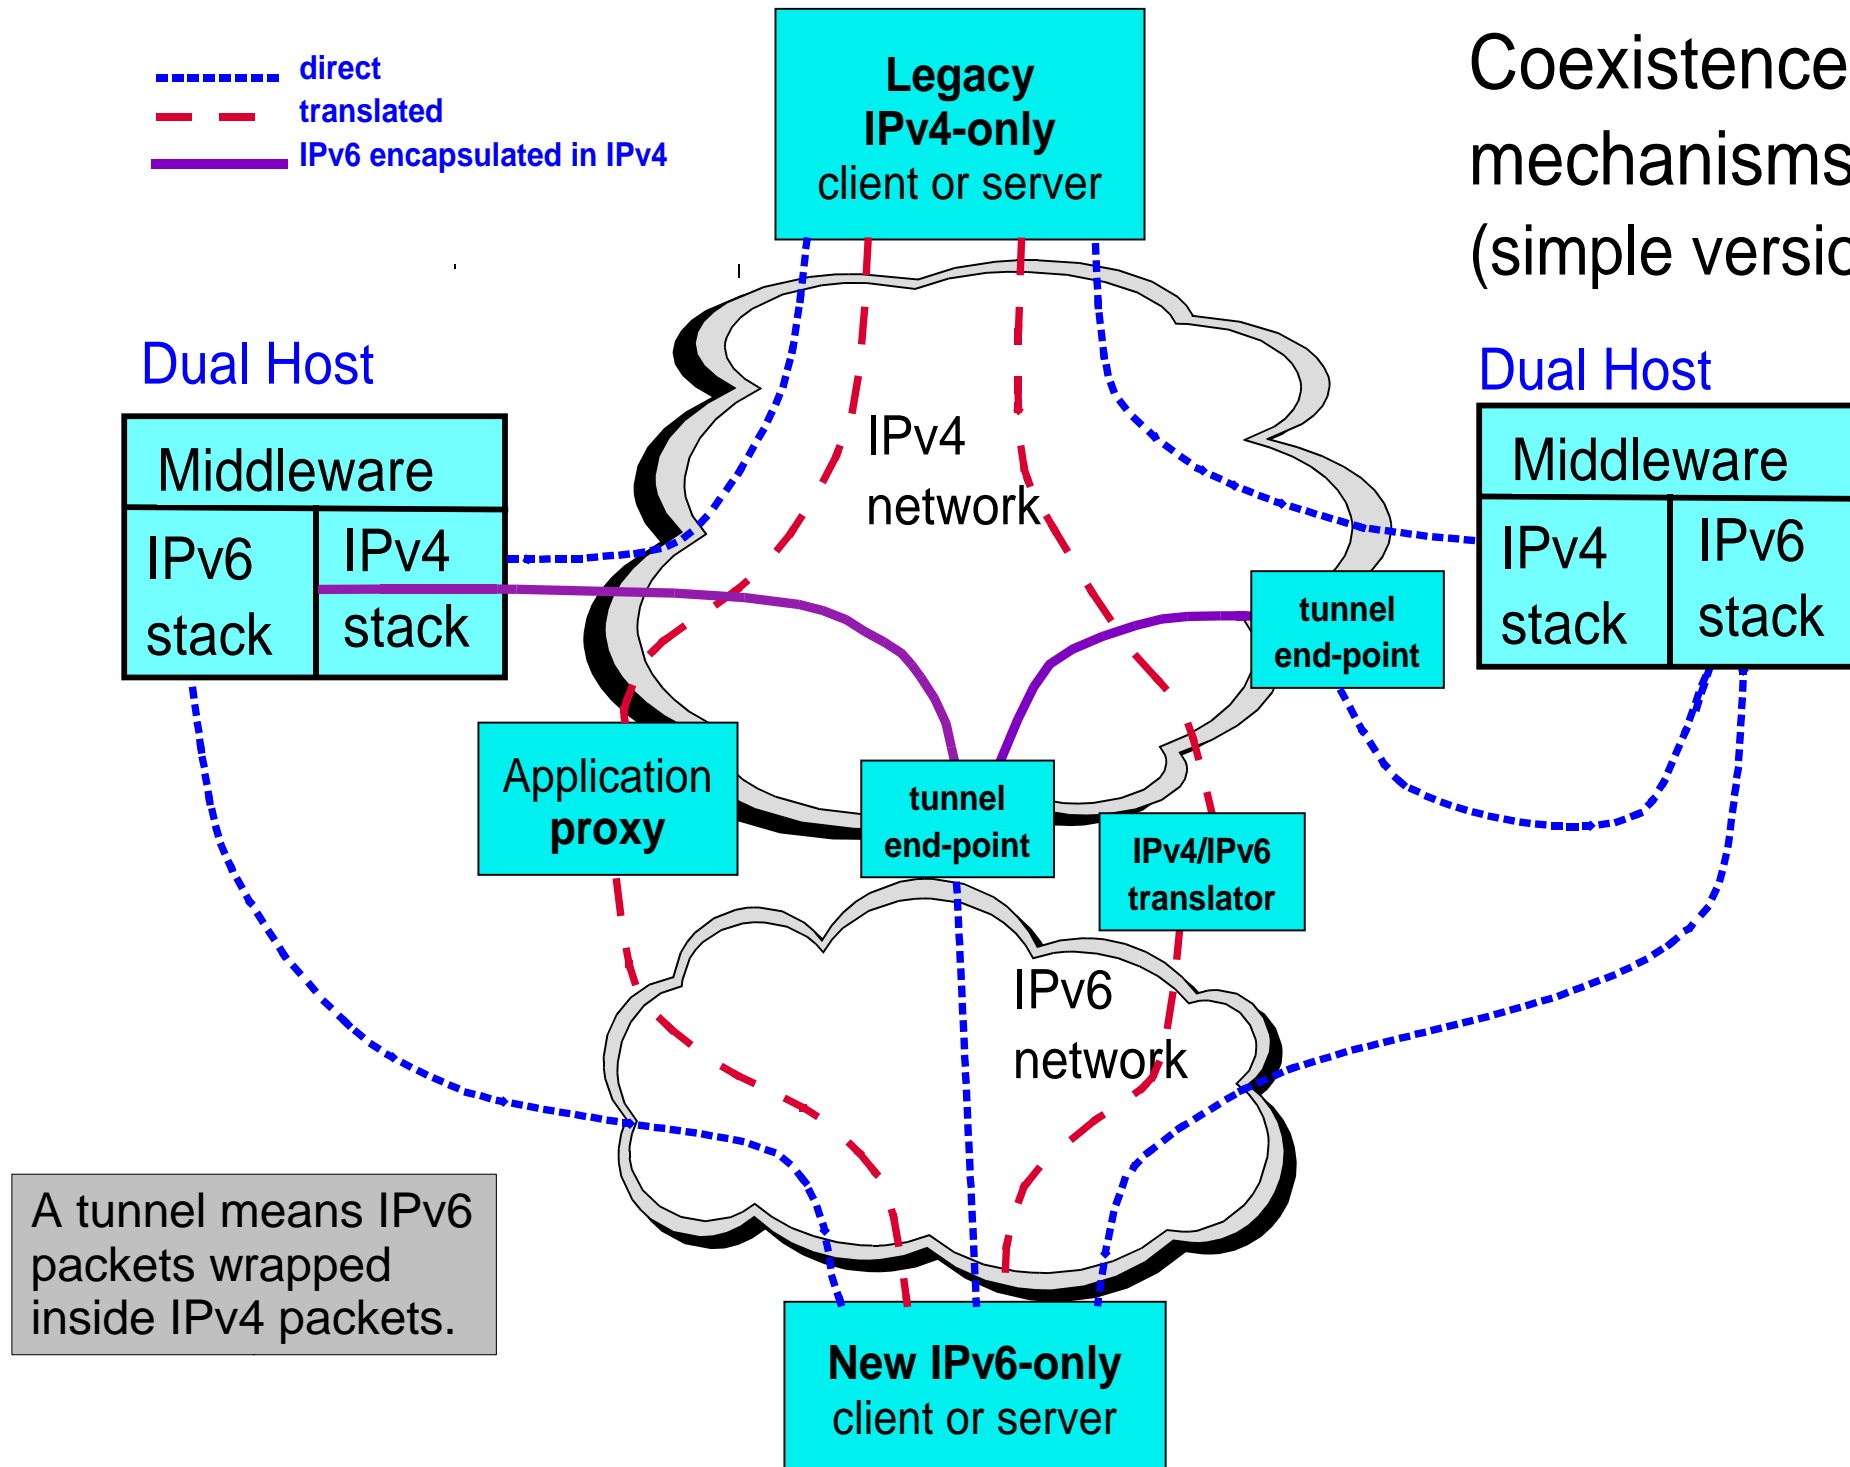 direct
translated
IPv6 encapsulated in IPv4
Legacy
IPv4-only
client or server
Coexistence
mechanisms
(simple versio
Dual Host
Middleware
IPv6
stack
IPv4
stack
IPv4
network
Dual Host
Middleware
IPv4
stack
IPv6
stack
tunnel
end-point
Application
proxy
tunnel
end-point
IPv4/IPv6
translator
IPv6
network
A tunnel means IPv6
packets wrapped
inside IPv4 packets.
New IPv6-only
client or server